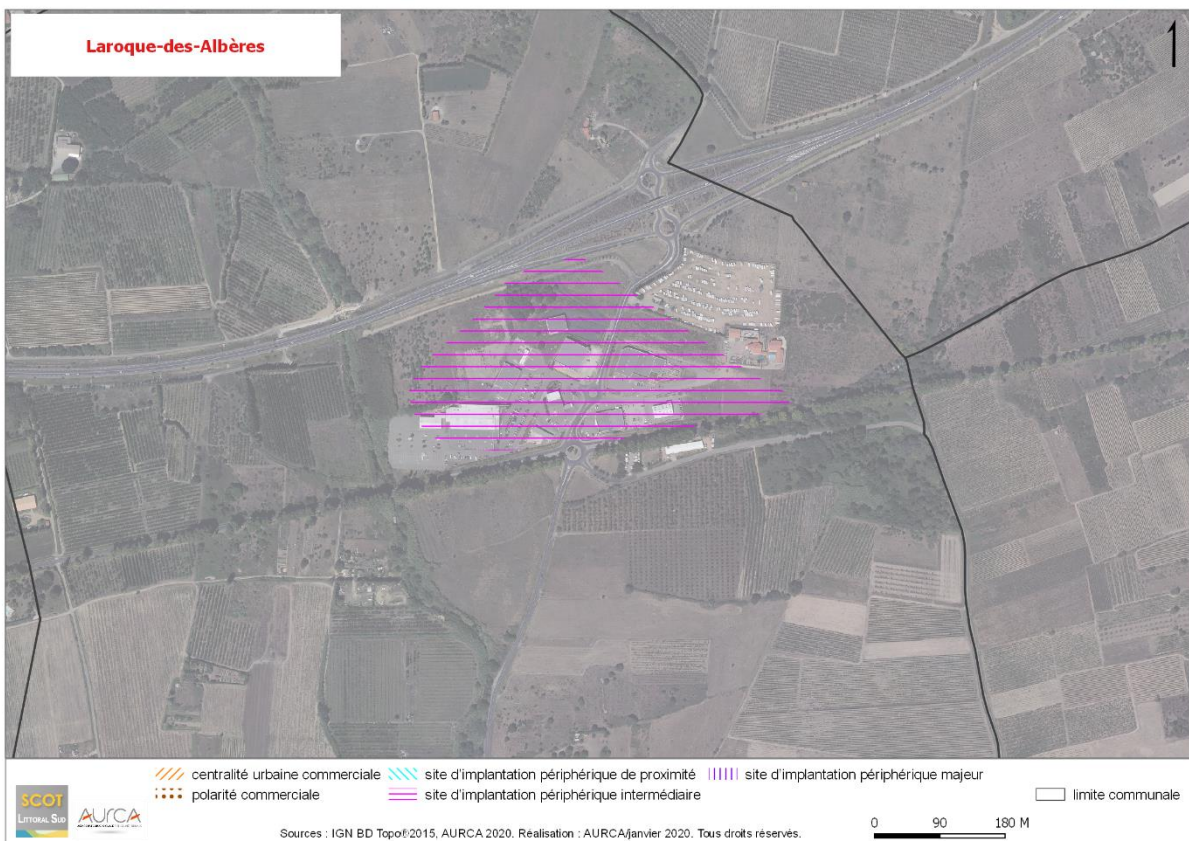 Laroque-des-Albères
1
centralité urbaine commerciale
site d'implantation périphérique de proximité
site d'implantation périphérique majeur
polarité commerciale
site d'implantation périphérique intermédiaire
limite communale
SCOT
LITTORAL SUD
AURCA
Sources : IGN BD Topo®2015, AURCA 2020. Réalisation : AURCA/janvier 2020. Tous droits réservés.
0 90 180 M